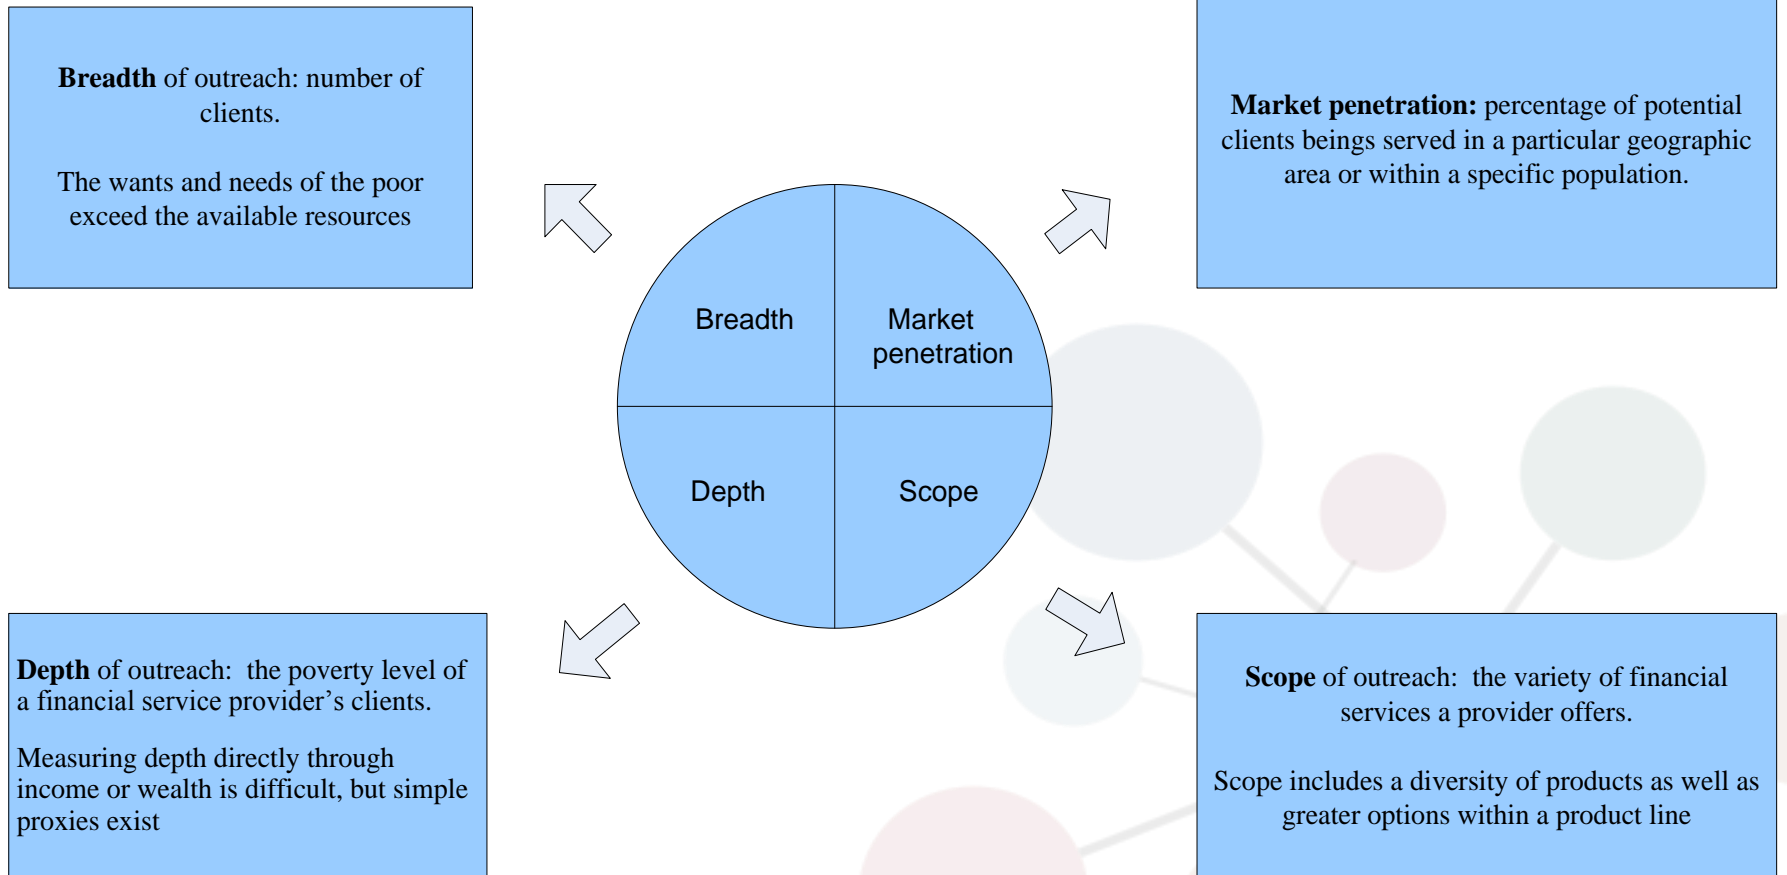 Breadth of outreach: number of
clients.
The wants and needs of the poor
exceed the available resources
Market penetration: percentage of potential
clients beings served in a particular geographic
area or within a specific population.
Breadth
Market
penetration
Depth
Scope
Depth of outreach:  the poverty level of
a financial service provider’s clients.
Measuring depth directly through
income or wealth is difficult, but simple
proxies exist
Scope of outreach:  the variety of financial
services a provider offers.
Scope includes a diversity of products as well as
greater options within a product line